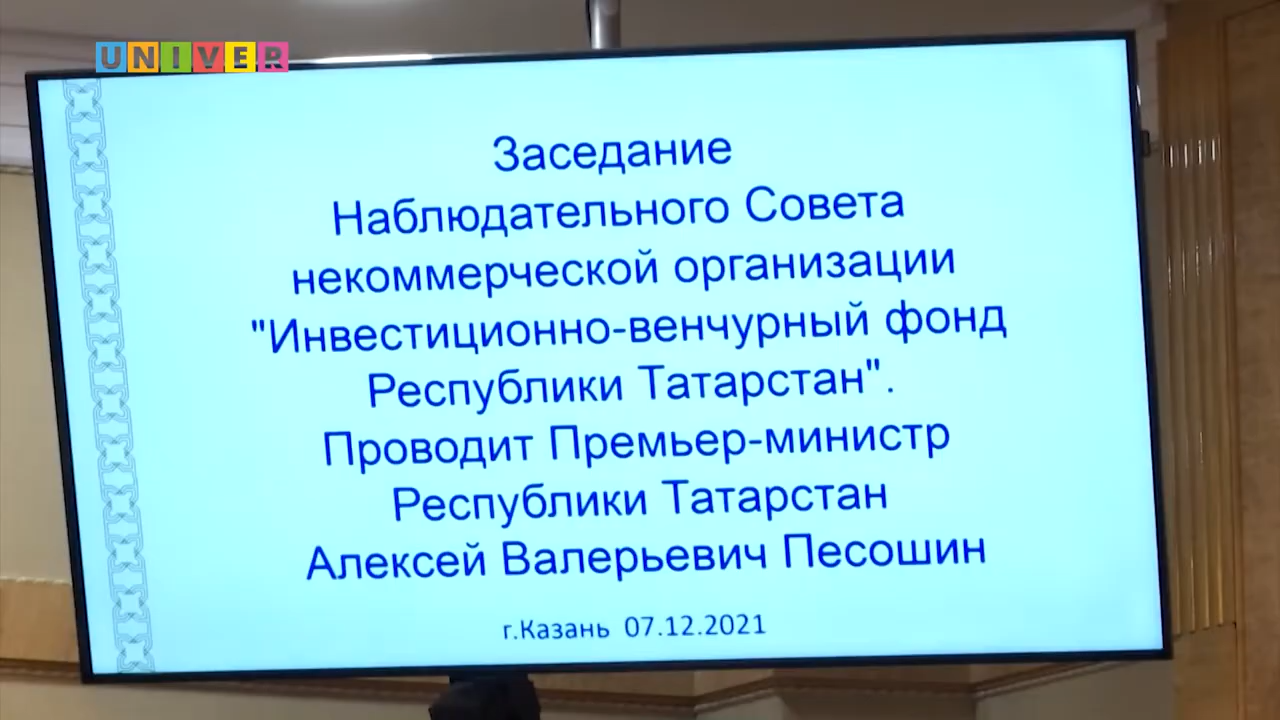 UNIVER
Заседание
Наблюдательного Совета
некоммерческой организации
"Инвестиционно-венчурный фонд
Республики Татарстан".
Проводит Премьер-министр
Республики Татарстан
Алексей Валерьевич Песошин
г.Казань 07.12.2021